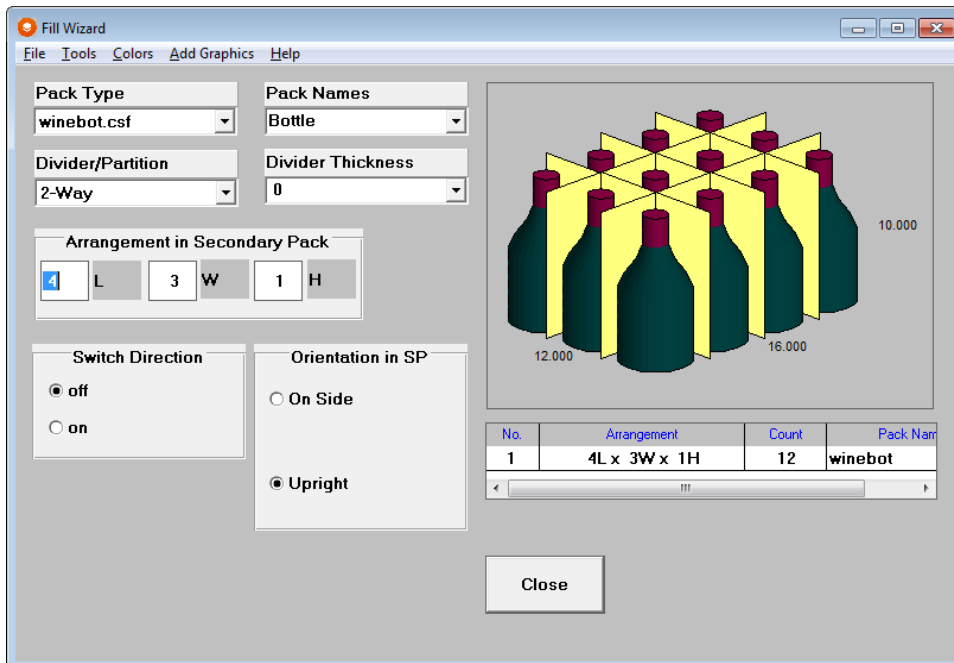 Fill Wizard
File Tools Colors Add Graphics Help
Pack Type
winebot.csf
Pack Names
Bottle
Divider/Partition
2-Way
Divider Thickness
0
Arrangement in Secondary Pack
4 L 3 W 1 H
Switch Direction
off
on
Orientation in SP
On Side
Upright
10.000
16.000
12.000
No. Arrangement Count Pack Nam
1 4L x 3W x 1H 12 winebot
Close